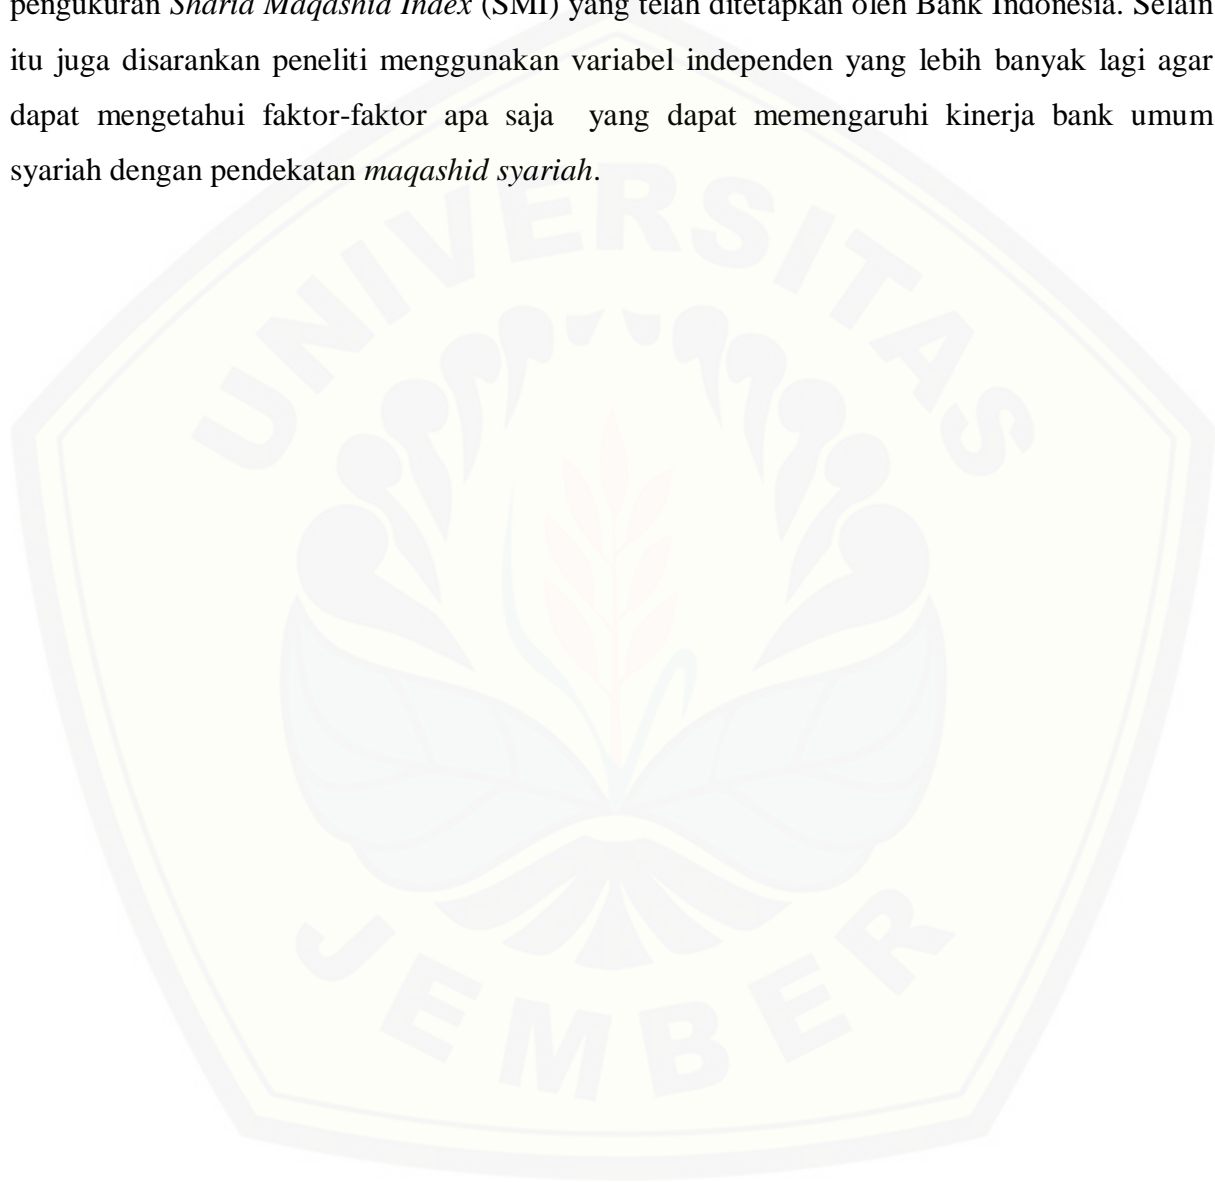 pengukuran Sharia Maqashid Index (SMI) yang telah ditetapkan oleh Bank Indonesia. Selain
itu juga disarankan peneliti menggunakan variabel independen yang lebih banyak lagi agar
dapat mengetahui faktor-faktor apa saja yang dapat memengaruhi kinerja bank umum
syariah dengan pendekatan maqashid syariah.
UNIVERSITAS
JEMBER